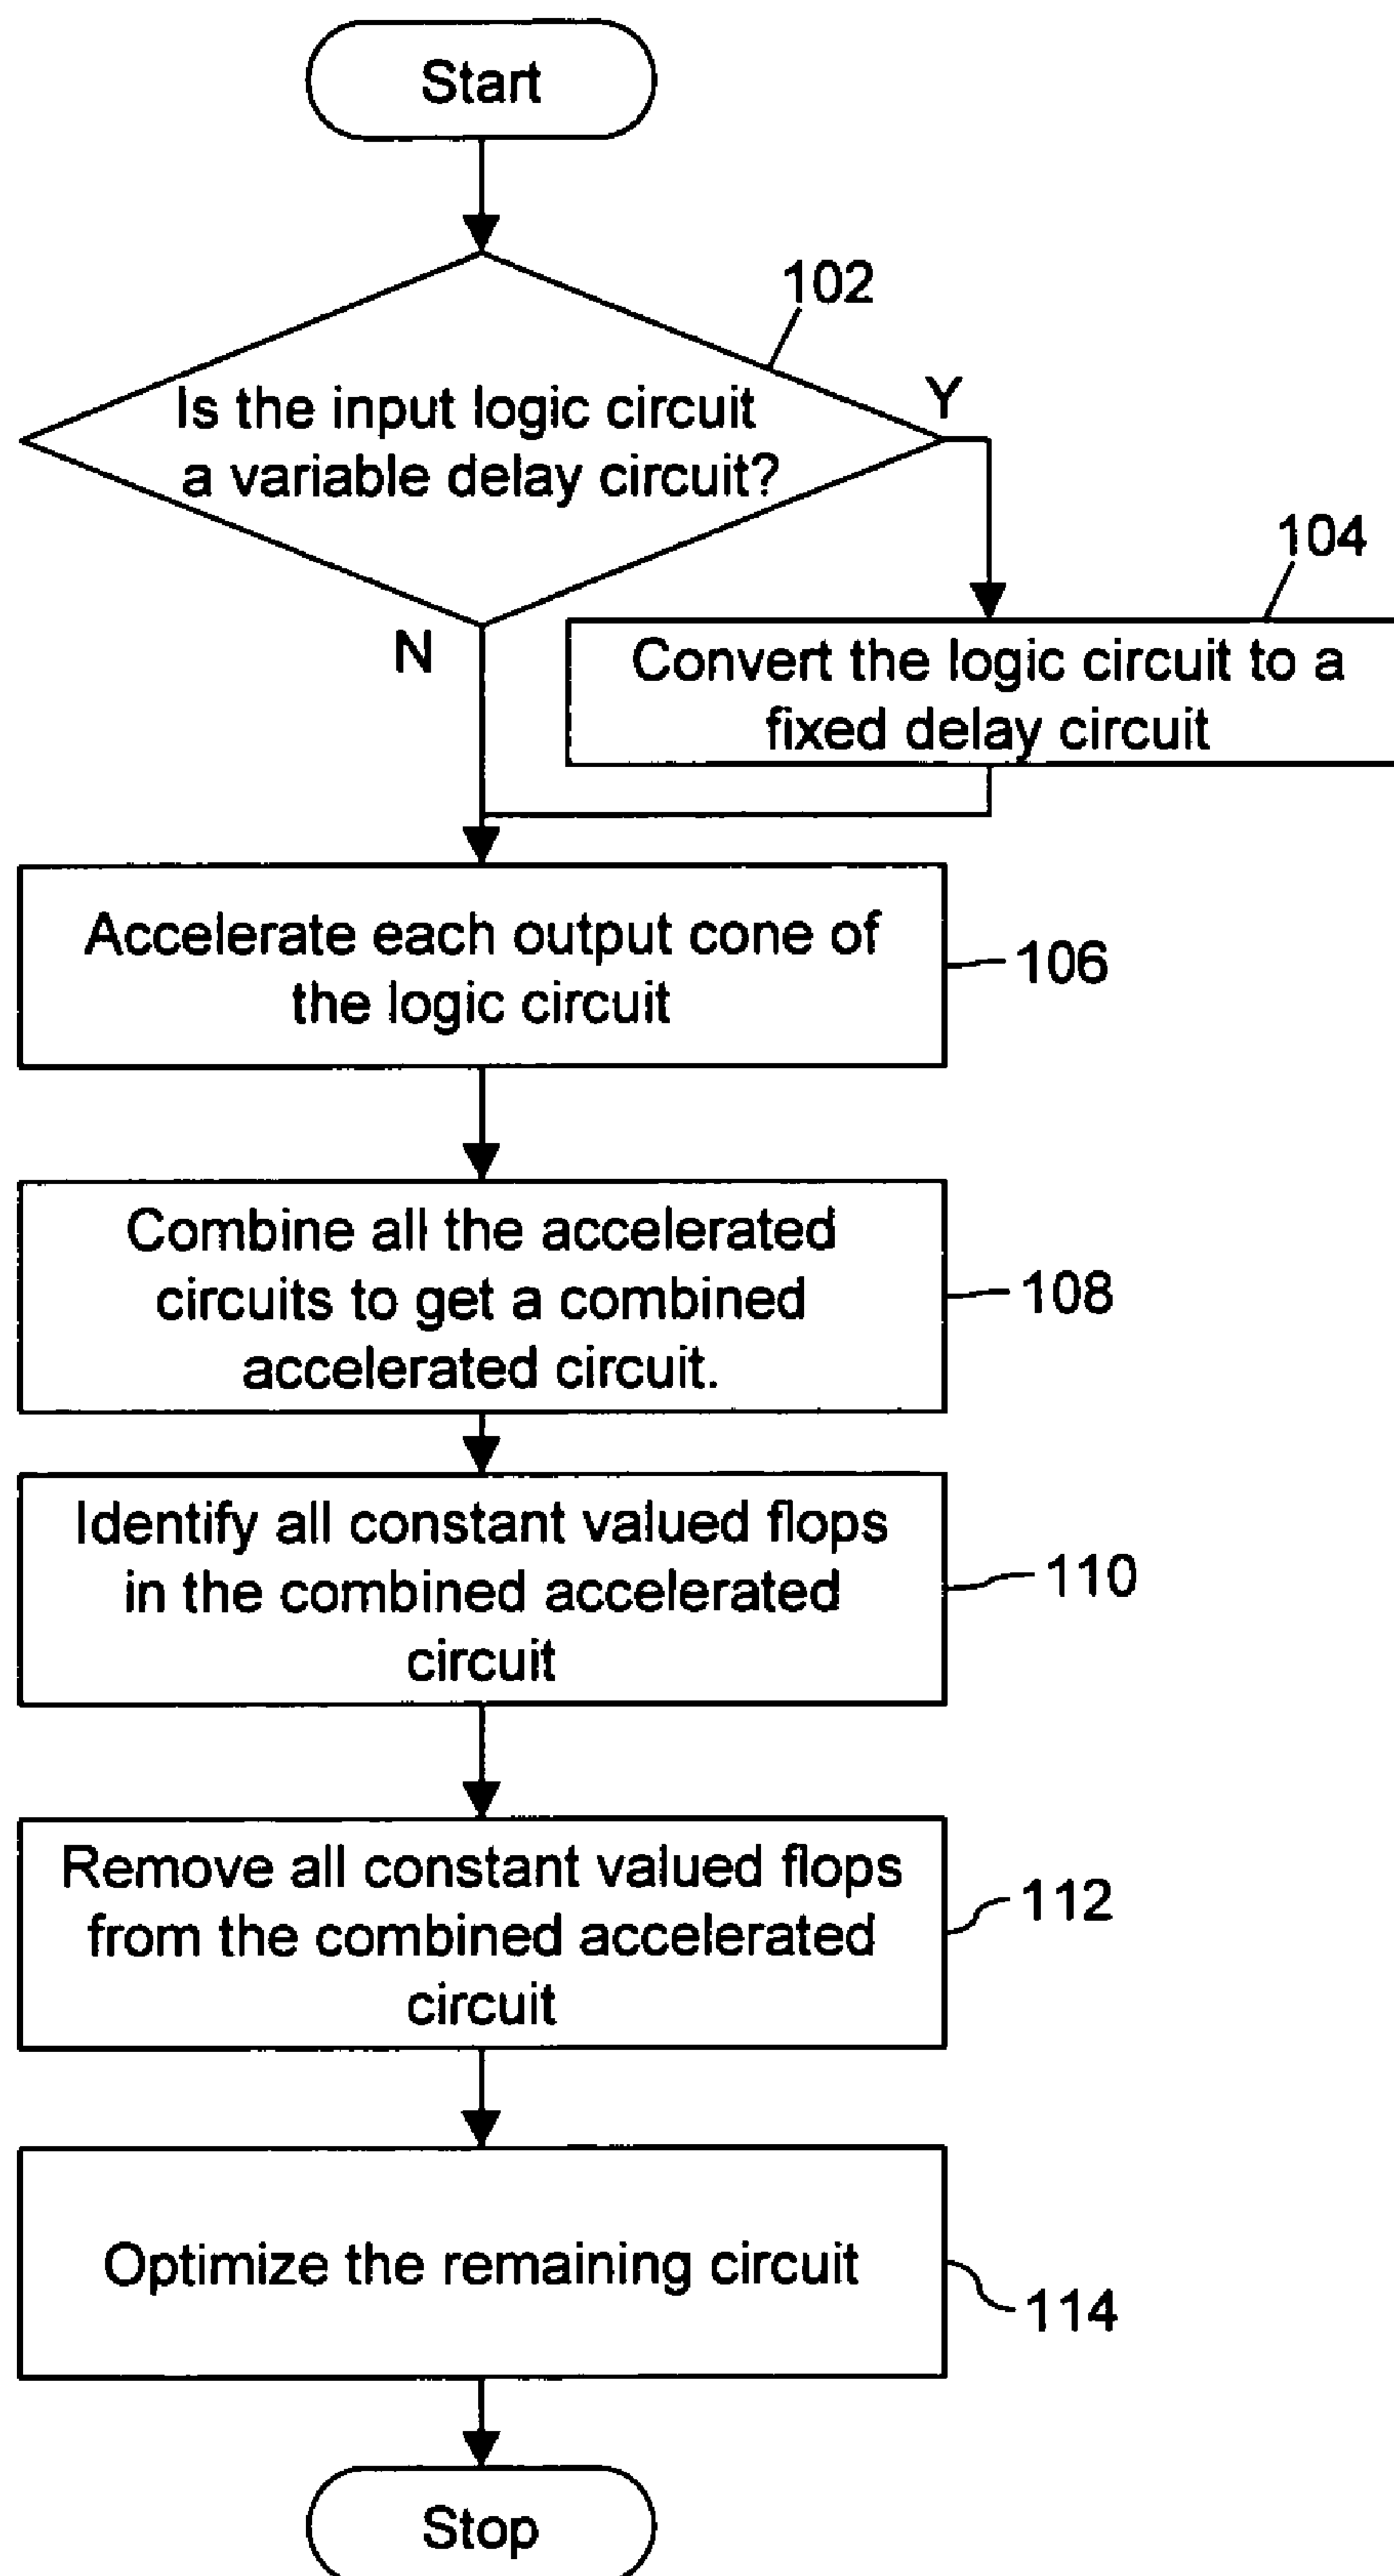 Start
102
Is the input logic circuit
a variable delay circuit?
Y
N
104
Convert the logic circuit to a
fixed delay circuit
Accelerate each output cone of
the logic circuit
106
Combine all the accelerated
circuits to get a combined
accelerated circuit.
108
Identify all constant valued flops
in the combined accelerated
circuit
110
Remove all constant valued flops
from the combined accelerated
circuit
112
Optimize the remaining circuit
114
Stop